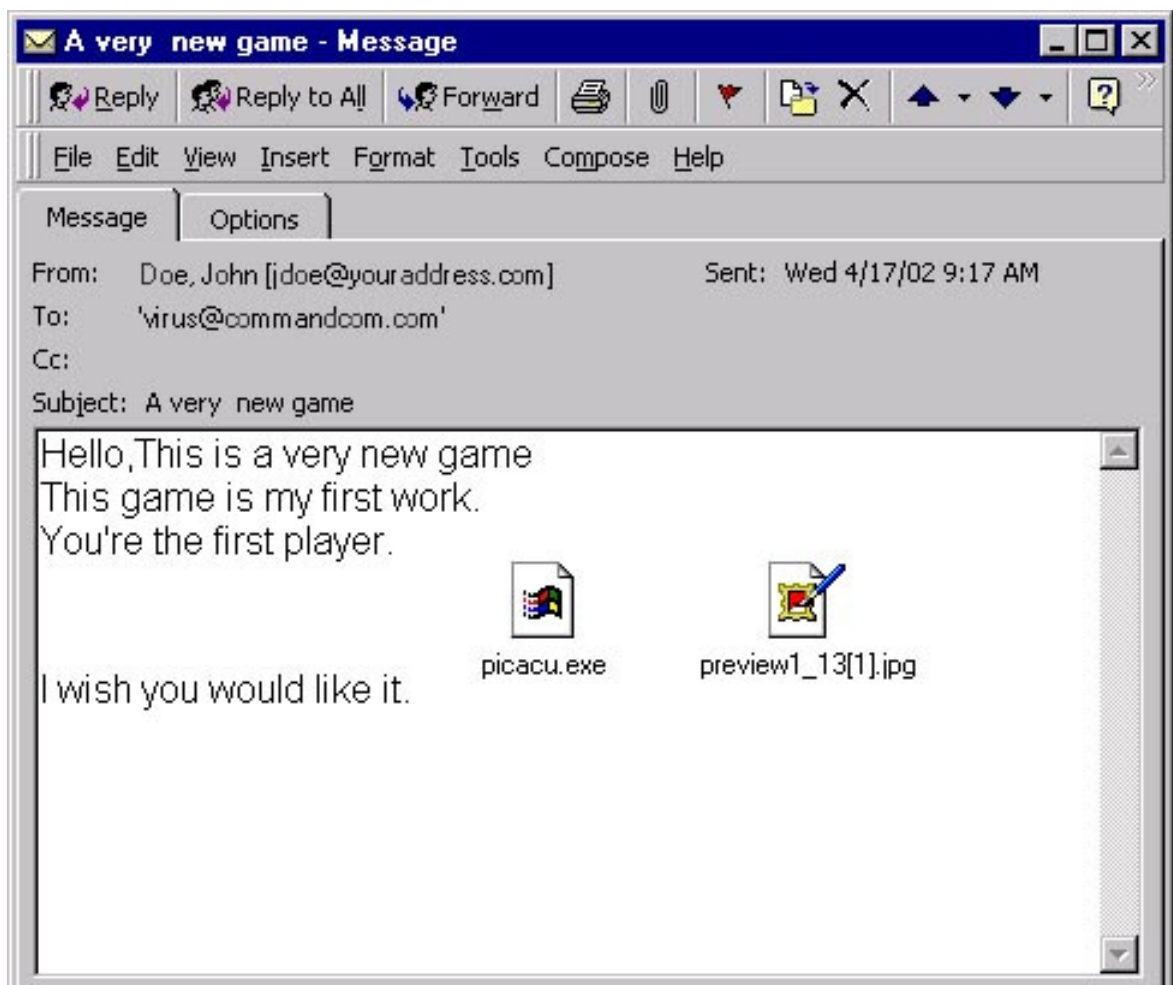 A very  new game - Message
Reply Reply to All Forward
File Edit View Insert Format Tools Compose Help
Message Options
From: Doe, John [jdoe@youraddress.com] Sent: Wed 4/17/02 9:17 AM
To: 'virus@commandcom.com'
Cc:
Subject: A very  new game
Hello,This is a very new game
This game is my first work.
You're the first player.
picacu.exe preview1_13[1].jpg
I wish you would like it.